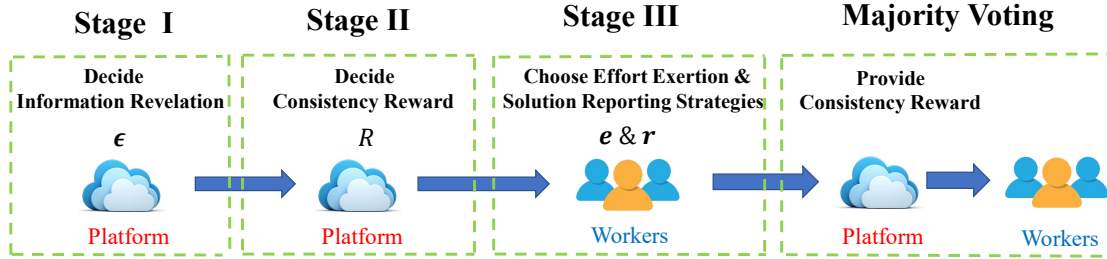 Stage I
Stage II
Stage III
Majority Voting
Decide
Information Revelation
ϵ
Platform
Decide
Consistency Reward
R
Platform
Choose Effort Exertion &
Solution Reporting Strategies
e & r
Workers
Provide
Consistency Reward
Platform
Workers